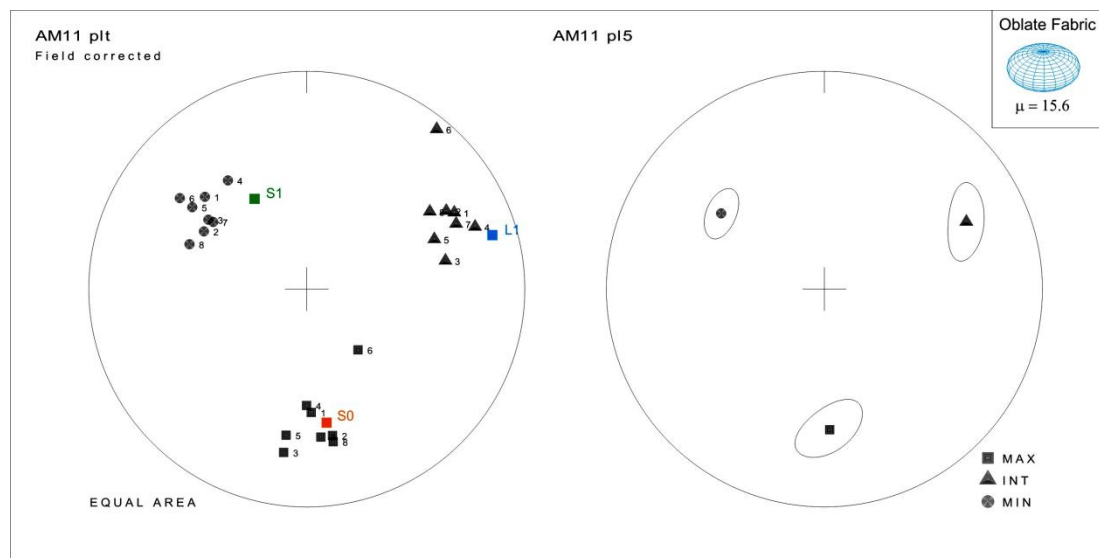 AM11 plt
Field corrected
AM11 pl5
Oblate Fabric
μ = 15.6
6
4
S1
6
1
5
3
7
2
8
2
1
7
4
L1
5
3
6
4
1
S0
5
2
8
3
MAX
INT
MIN
EQUAL AREA